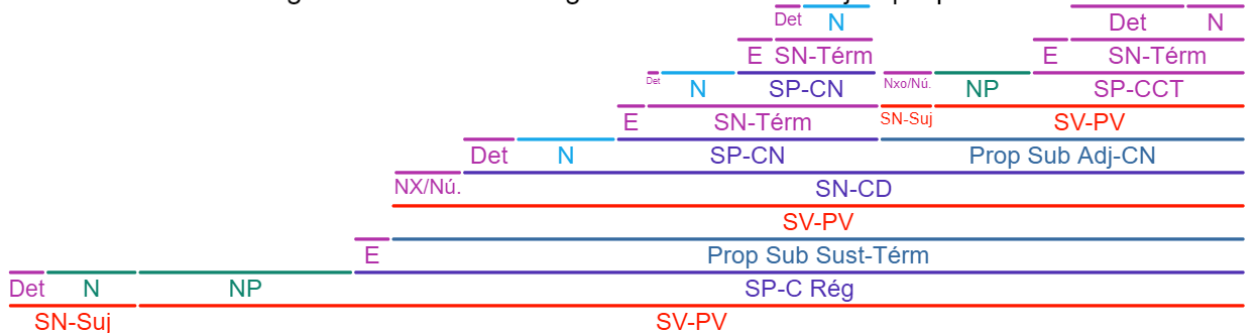 Det N Det N
E SN-Térm E SN-Térm
Det N SP-CN Nxo/Nú. NP SP-CCT
E SN-Térm SN-Suj SV-PV
Det N SP-CN Prop Sub Adj-CN
NX/Nú. SN-CD
SV-PV
E Prop Sub Sust-Térm
Det N NP SP-C Rég
SN-Suj SV-PV